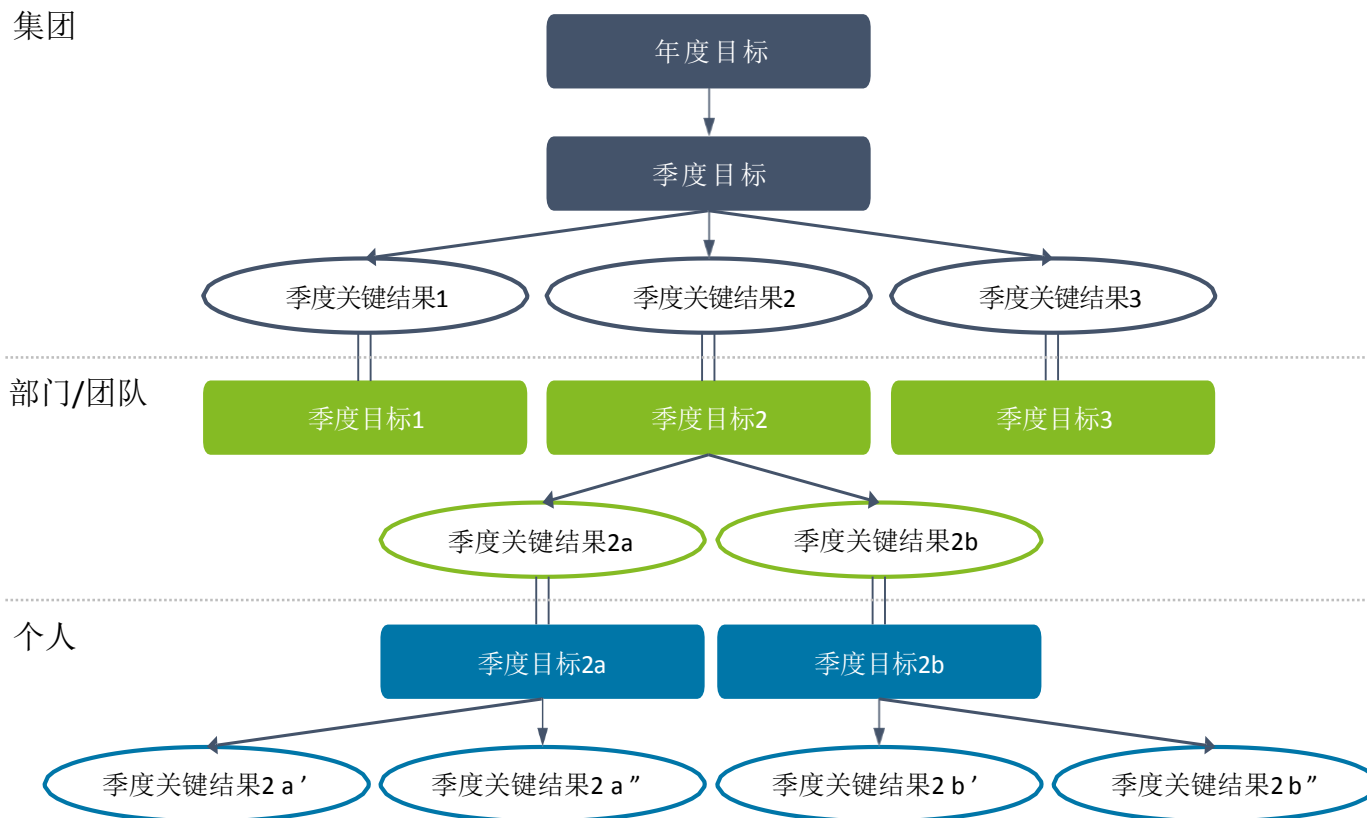 集团
年度目标
季度目标
季度关键结果1
季度关键结果2
季度关键结果3
部门/团队
季度目标1
季度目标2
季度目标3
季度关键结果2a
季度关键结果2b
个人
季度目标2a
季度目标2b
季度关键结果2 a ′
季度关键结果2 a ″
季度关键结果2 b ′
季度关键结果2 b ″